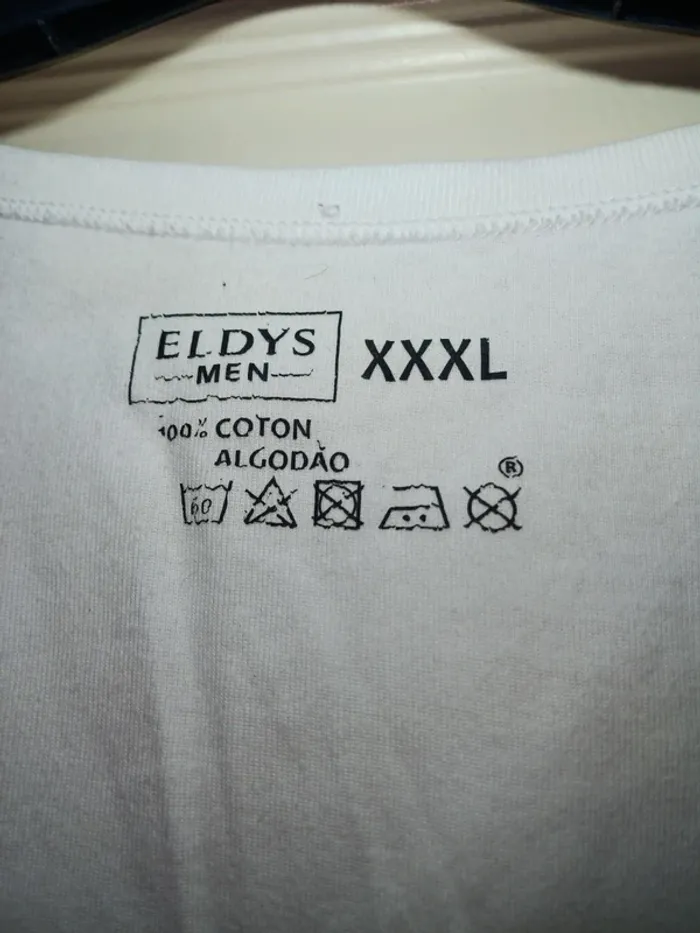 ELDYS
MEN
XXXL
100% COTON
ALGODÃO
®
60